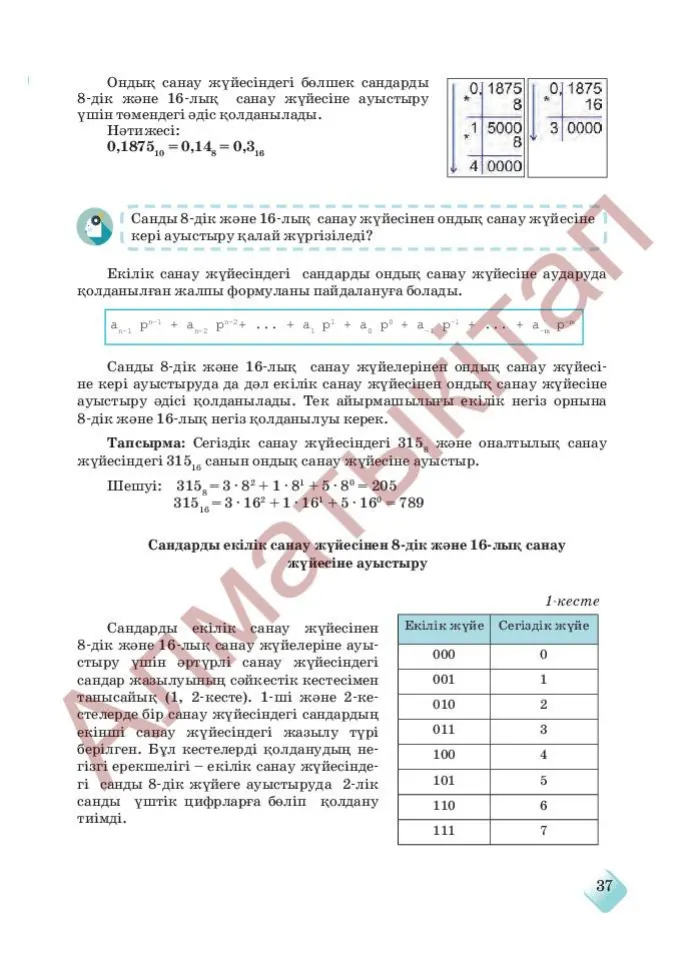 Ондық санау жүйесіндегі бөлшек сандарды
8-дік және 16-лық санау жүйесіне ауыстыру
үшін төмендегі әдіс қолданылады.
Нәтижесі:
0,1875₁₀ = 0,14₈ = 0,3₁₆
0, 1875
* 8
1 5000
* 8
4 0000
0, 1875
* 16
3 0000
Санды 8-дік және 16-лық санау жүйесінен ондық санау жүйесіне
кері ауыстыру қалай жүргізіледі?
Екілік санау жүйесіндегі сандарды ондық санау жүйесіне аударуда
қолданылған жалпы формуланы пайдалануға болады.
aₙ₋₁ pⁿ⁻¹ + aₙ₋₂ pⁿ⁻²+ ... + a₁ p¹ + a₀ p⁰ + a₋₁ p⁻¹ + ... + a₋ₘ p⁻ᵐ
Санды 8-дік және 16-лық санау жүйелерінен ондық санау жүйесі-
не кері ауыстыруда да дәл екілік санау жүйесінен ондық санау жүйесіне
ауыстыру әдісі қолданылады. Тек айырмашылығы екілік негіз орнына
8-дік және 16-лық негіз қолданылуы керек.
Тапсырма: Сегіздік санау жүйесіндегі 315₈ және оналтылық санау
жүйесіндегі 315₁₆ санын ондық санау жүйесіне ауыстыр.
Шешуі: 315₈ = 3 · 8² + 1 · 8¹ + 5 · 8⁰ = 205
315₁₆ = 3 · 16² + 1 · 16¹ + 5 · 16⁰ = 789
Сандарды екілік санау жүйесінен 8-дік және 16-лық санау
жүйесіне ауыстыру
Сандарды екілік санау жүйесінен
8-дік және 16-лық санау жүйелеріне ауы-
стыру үшін әртүрлі санау жүйесіндегі
сандар жазылуының сәйкестік кестесімен
танысайық (1, 2-кесте). 1-ші және 2-ке-
стелерде бір санау жүйесіндегі сандардың
екінші санау жүйесіндегі жазылу түрі
берілген. Бұл кестелерді қолданудың не-
гізгі ерекшелігі – екілік санау жүйесінде-
гі санды 8-дік жүйеге ауыстыруда 2-лік
санды үштік цифрларға бөліп қолдану
тиімді.
1-кесте
Екілік жүйе Сегіздік жүйе
000 0
001 1
010 2
011 3
100 4
101 5
110 6
111 7
37
Алматыкітап